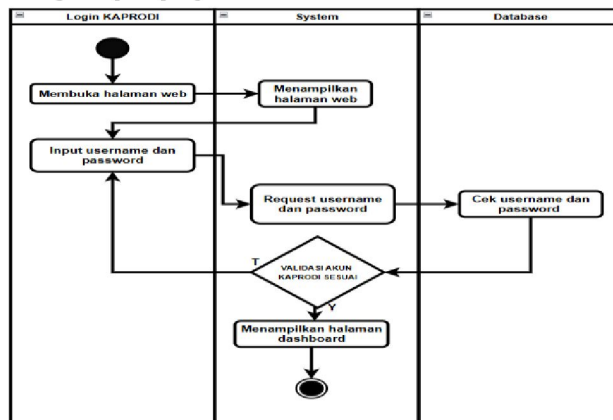 Login KAPRODI
System
Database
Membuka halaman web
Menampilkan
halaman web
Input username dan
password
Request username
dan password
Cek username dan
password
T
VALIDASI AKUN
KAPRODI SESUAI
Y
Menampilkan halaman
dashboard